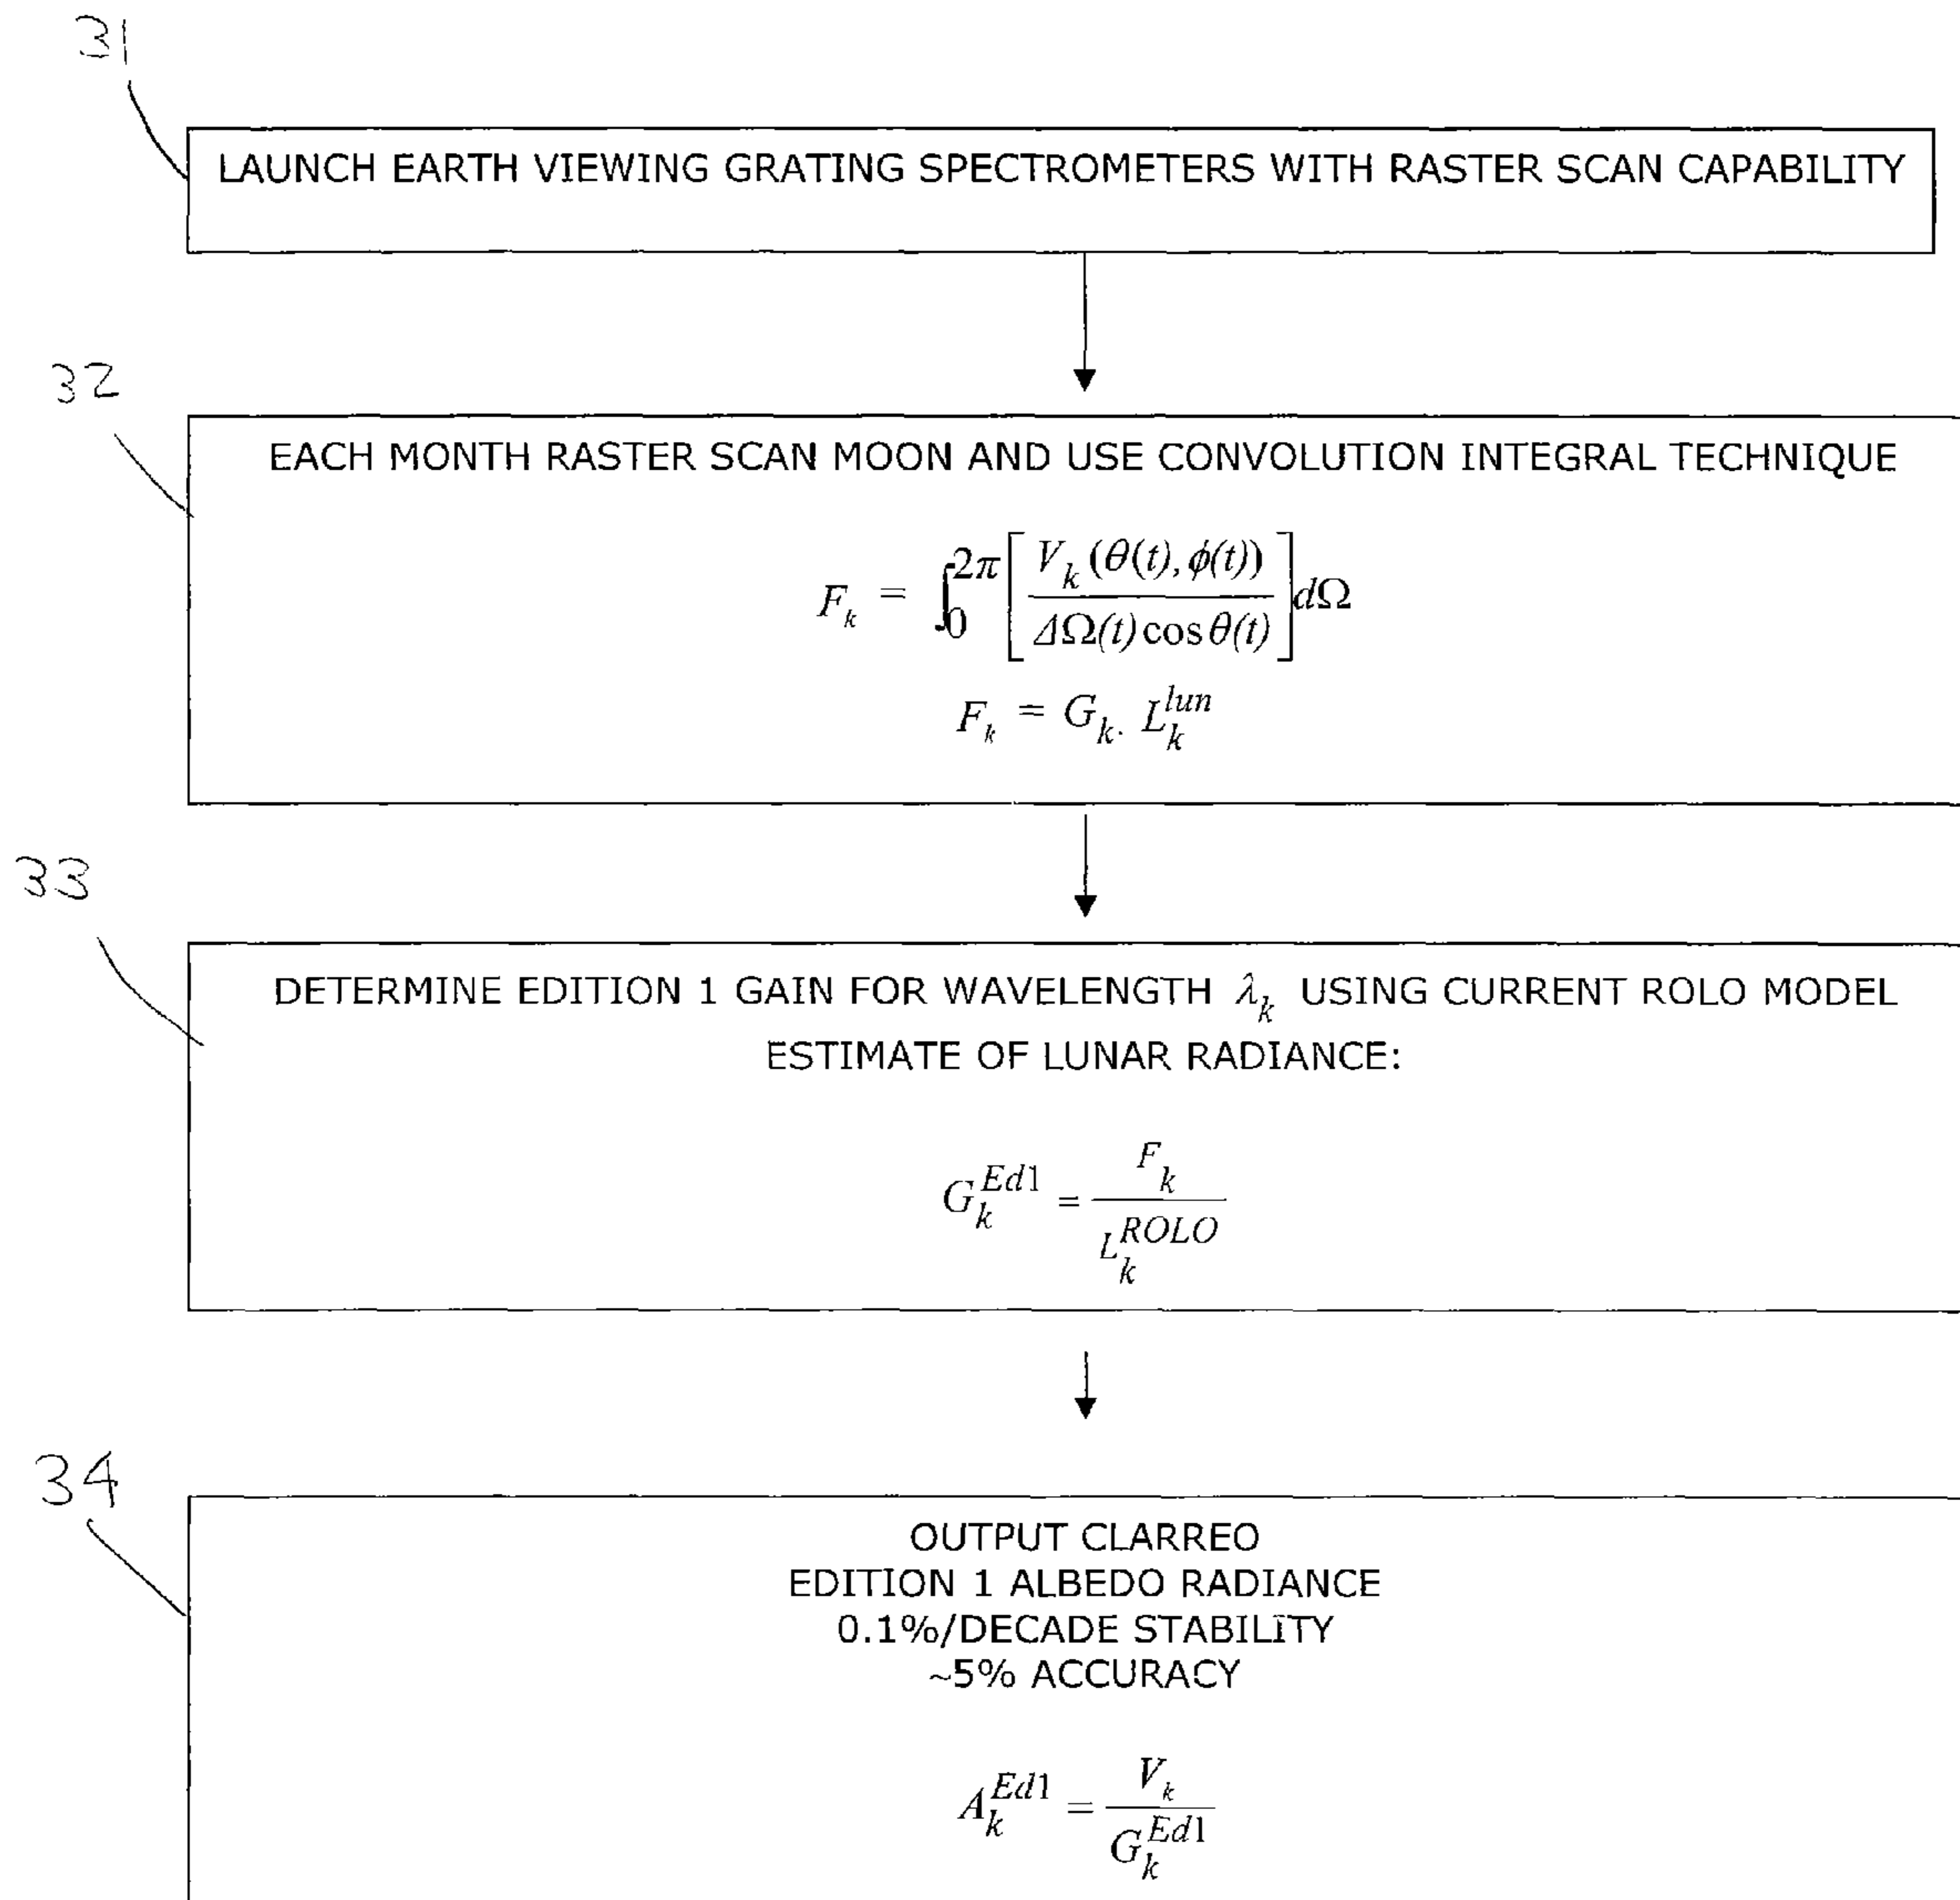 31
LAUNCH EARTH VIEWING GRATING SPECTROMETERS WITH RASTER SCAN CAPABILITY
32
EACH MONTH RASTER SCAN MOON AND USE CONVOLUTION INTEGRAL TECHNIQUE
F_k = ∫_0^{2π} [ V_k (θ(t), ϕ(t)) / ΔΩ(t) cos θ(t) ] dΩ
F_k = G_k. L_k^{lun}
33
DETERMINE EDITION 1 GAIN FOR WAVELENGTH λ_k USING CURRENT ROLO MODEL
ESTIMATE OF LUNAR RADIANCE:
G_k^{Ed1} = F_k / L_k^{ROLO}
34
OUTPUT CLARREO
EDITION 1 ALBEDO RADIANCE
0.1%/DECADE STABILITY
~5% ACCURACY
A_k^{Ed1} = V_k / G_k^{Ed1}